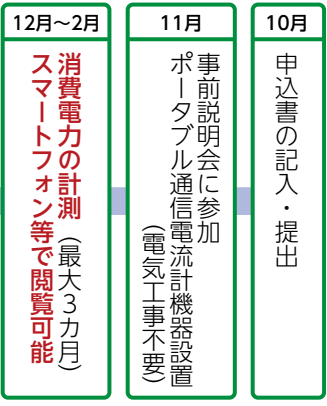 10月
申込書の記入・提出
11月
事前説明会に参加
ポータブル通信電流計機器設置
（電気工事不要）
12月～2月
消費電力の計測（最大３カ月）
スマートフォン等で閲覧可能